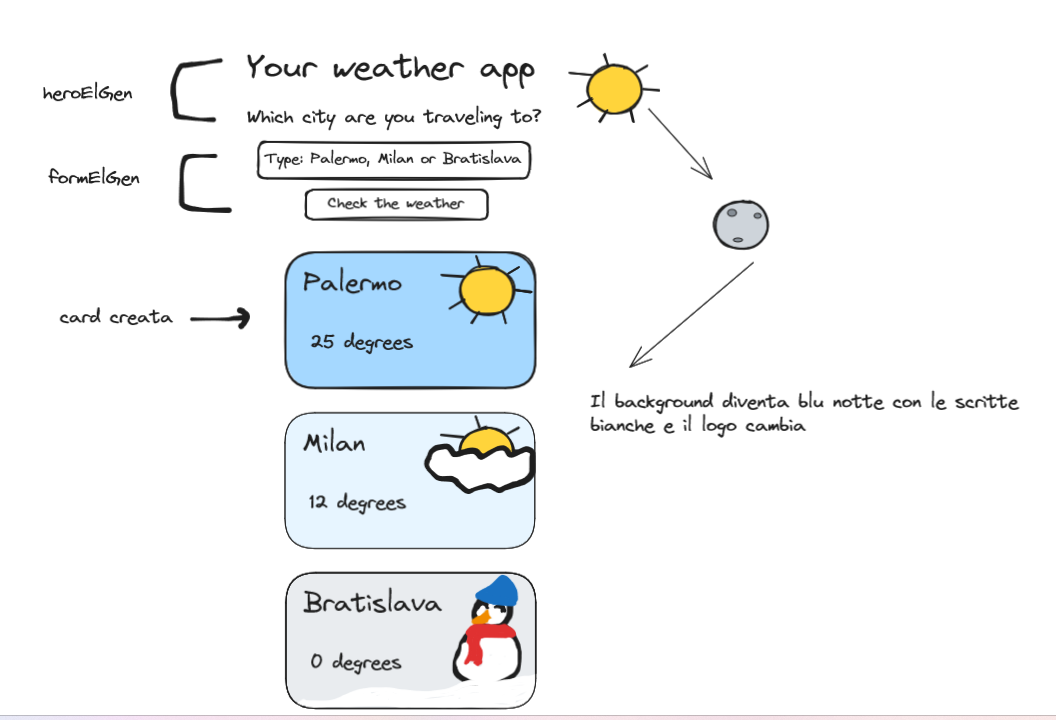 Your weather app
heroElGen
Which city are you traveling to?
Type: Palermo, Milan or Bratislava
formElGen
Check the weather
Palermo
card creata
25 degrees
Il background diventa blu notte con le scritte
bianche e il logo cambia
Milan
12 degrees
Bratislava
0 degrees